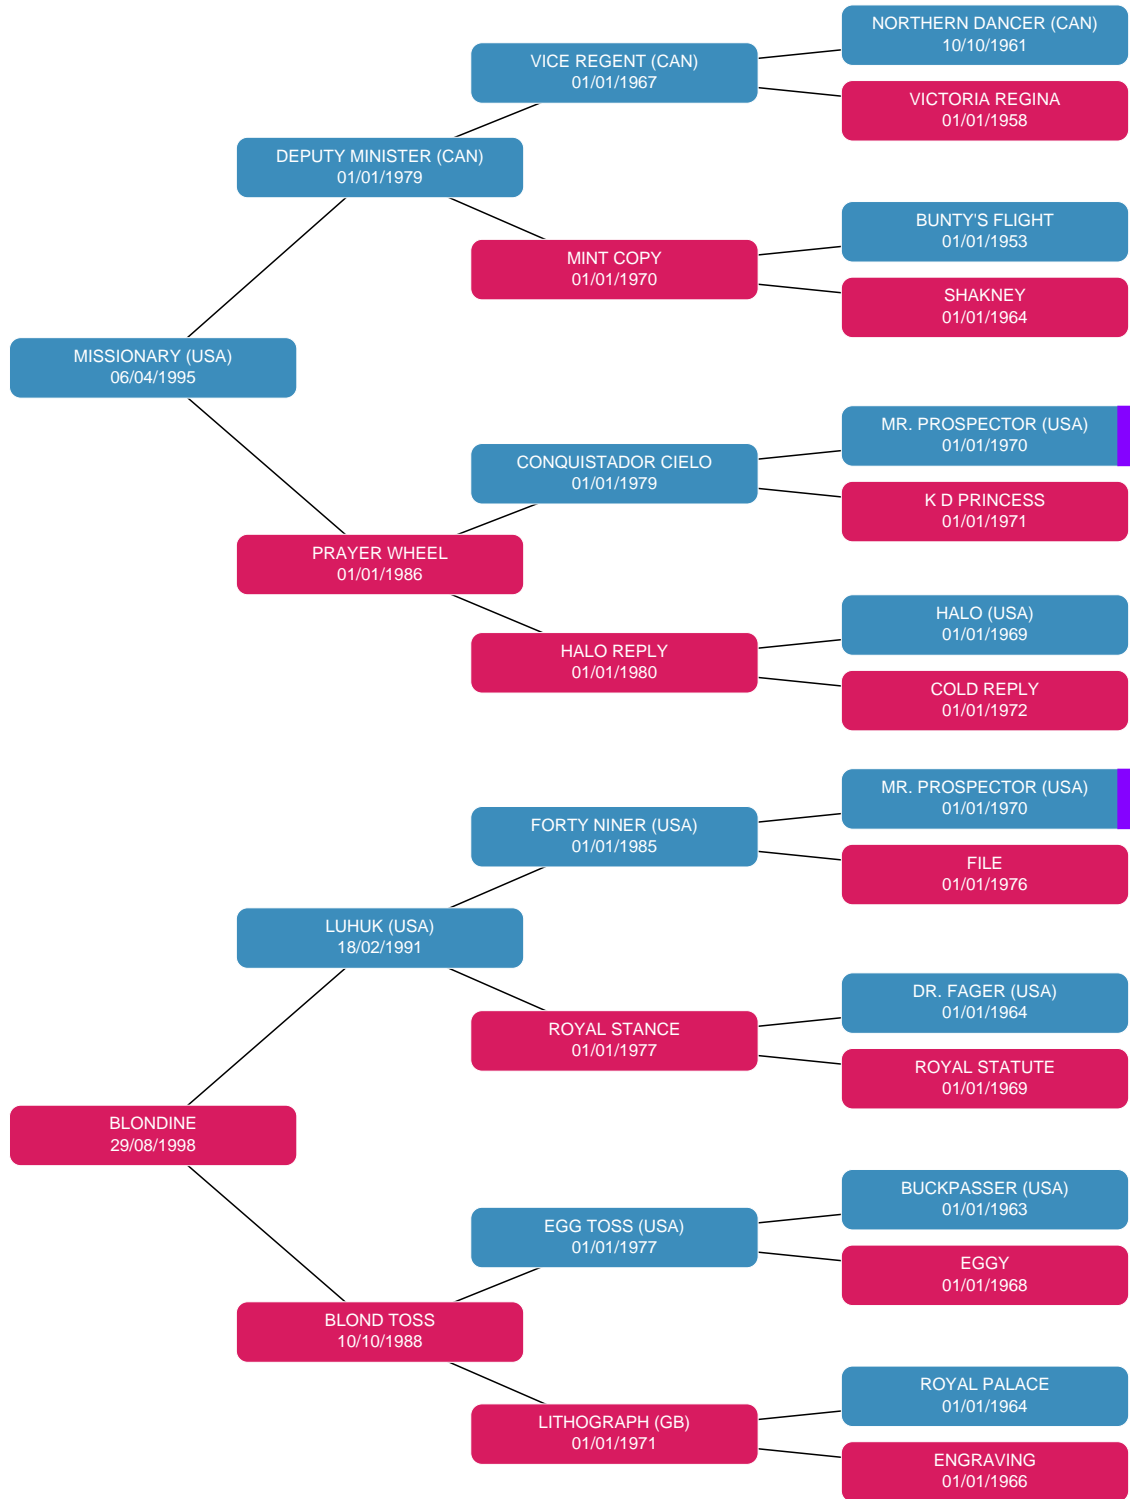 NORTHERN DANCER (CAN)
10/10/1961
VICE REGENT (CAN)
01/01/1967
VICTORIA REGINA
01/01/1958
DEPUTY MINISTER (CAN)
01/01/1979
BUNTY'S FLIGHT
01/01/1953
MINT COPY
01/01/1970
SHAKNEY
01/01/1964
MISSIONARY (USA)
06/04/1995
MR. PROSPECTOR (USA)
01/01/1970
CONQUISTADOR CIELO
01/01/1979
K D PRINCESS
01/01/1971
PRAYER WHEEL
01/01/1986
HALO (USA)
01/01/1969
HALO REPLY
01/01/1980
COLD REPLY
01/01/1972
MR. PROSPECTOR (USA)
01/01/1970
FORTY NINER (USA)
01/01/1985
FILE
01/01/1976
LUHUK (USA)
18/02/1991
DR. FAGER (USA)
01/01/1964
ROYAL STANCE
01/01/1977
ROYAL STATUTE
01/01/1969
BLONDINE
29/08/1998
BUCKPASSER (USA)
01/01/1963
EGG TOSS (USA)
01/01/1977
EGGY
01/01/1968
BLOND TOSS
10/10/1988
ROYAL PALACE
01/01/1964
LITHOGRAPH (GB)
01/01/1971
ENGRAVING
01/01/1966